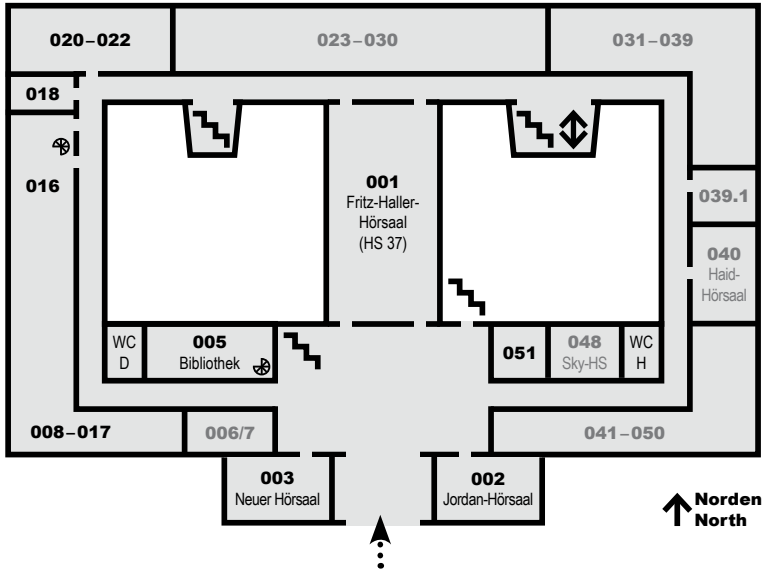 020–022
023–030
031–039
018
016
001
Fritz-Haller-
Hörsaal
(HS 37)
039.1
040
Haid-
Hörsaal
WC
D
005
Bibliothek
051
048
Sky-HS
WC
H
008–017
006/7
041–050
003
Neuer Hörsaal
002
Jordan-Hörsaal
Norden
North